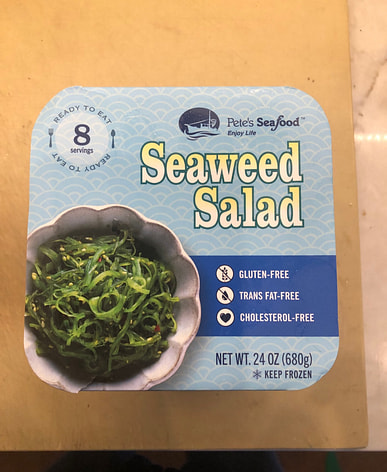 READY TO EAT
8
servings
READY TO EAT
Pete's Seafood™
Enjoy Life
Seaweed
Salad
GLUTEN-FREE
TRANS FAT-FREE
CHOLESTEROL-FREE
NET WT. 24 OZ (680g)
KEEP FROZEN